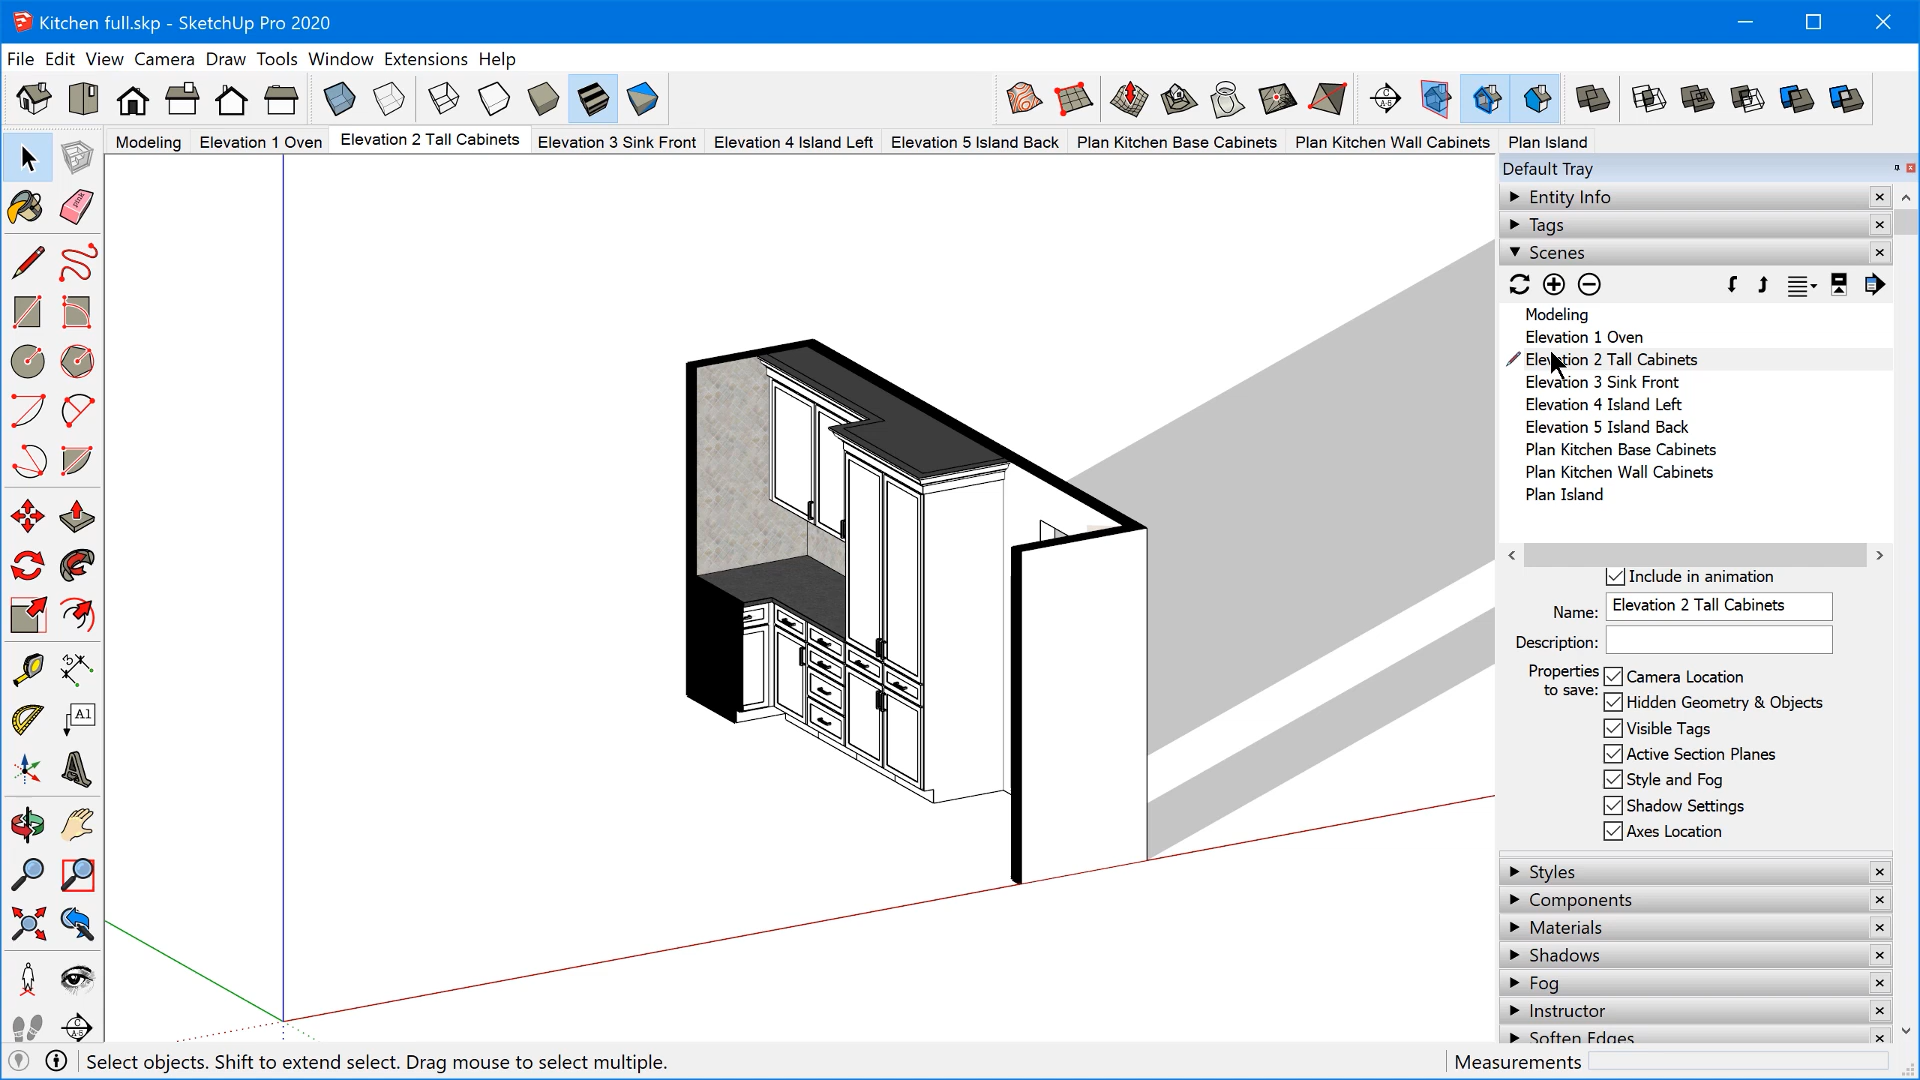 Kitchen full.skp - SketchUp Pro 2020
File Edit View Camera Draw Tools Window Extensions Help
Modeling Elevation 1 Oven Elevation 2 Tall Cabinets Elevation 3 Sink Front Elevation 4 Island Left Elevation 5 Island Back Plan Kitchen Base Cabinets Plan Kitchen Wall Cabinets Plan Island
Default Tray
Entity Info
Tags
Scenes
Modeling
Elevation 1 Oven
Elevation 2 Tall Cabinets
Elevation 3 Sink Front
Elevation 4 Island Left
Elevation 5 Island Back
Plan Kitchen Base Cabinets
Plan Kitchen Wall Cabinets
Plan Island
Include in animation
Name: Elevation 2 Tall Cabinets
Description:
Properties to save:
Camera Location
Hidden Geometry & Objects
Visible Tags
Active Section Planes
Style and Fog
Shadow Settings
Axes Location
Styles
Components
Materials
Shadows
Fog
Instructor
Soften Edges
Select objects. Shift to extend select. Drag mouse to select multiple.
Measurements